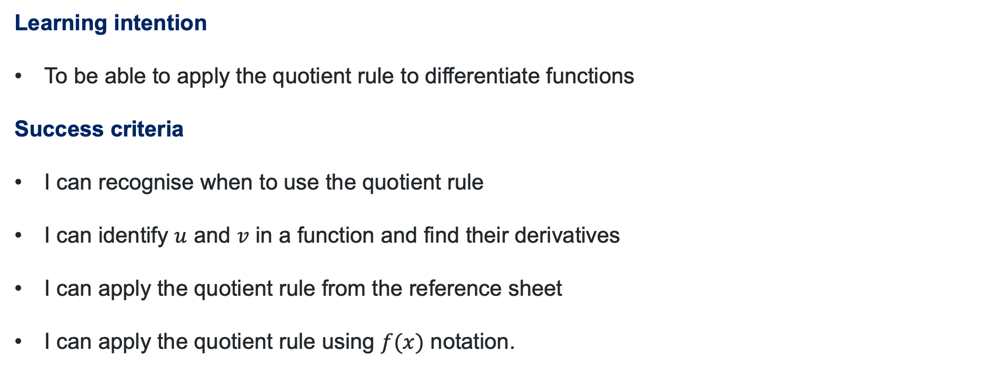 Learning intention
• To be able to apply the quotient rule to differentiate functions
Success criteria
• I can recognise when to use the quotient rule
• I can identify 𝑢 and 𝑣 in a function and find their derivatives
• I can apply the quotient rule from the reference sheet
• I can apply the quotient rule using 𝑓(𝑥) notation.